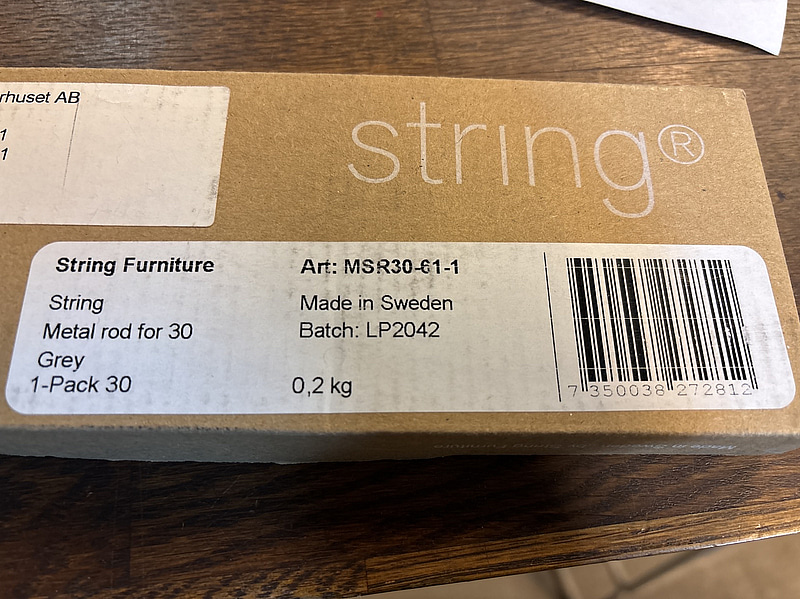 rhuset AB
1
1
string®
String Furniture
Art: MSR30-61-1
String
Made in Sweden
Metal rod for 30
Batch: LP2042
Grey
1-Pack 30
0,2 kg
7 350038 272812